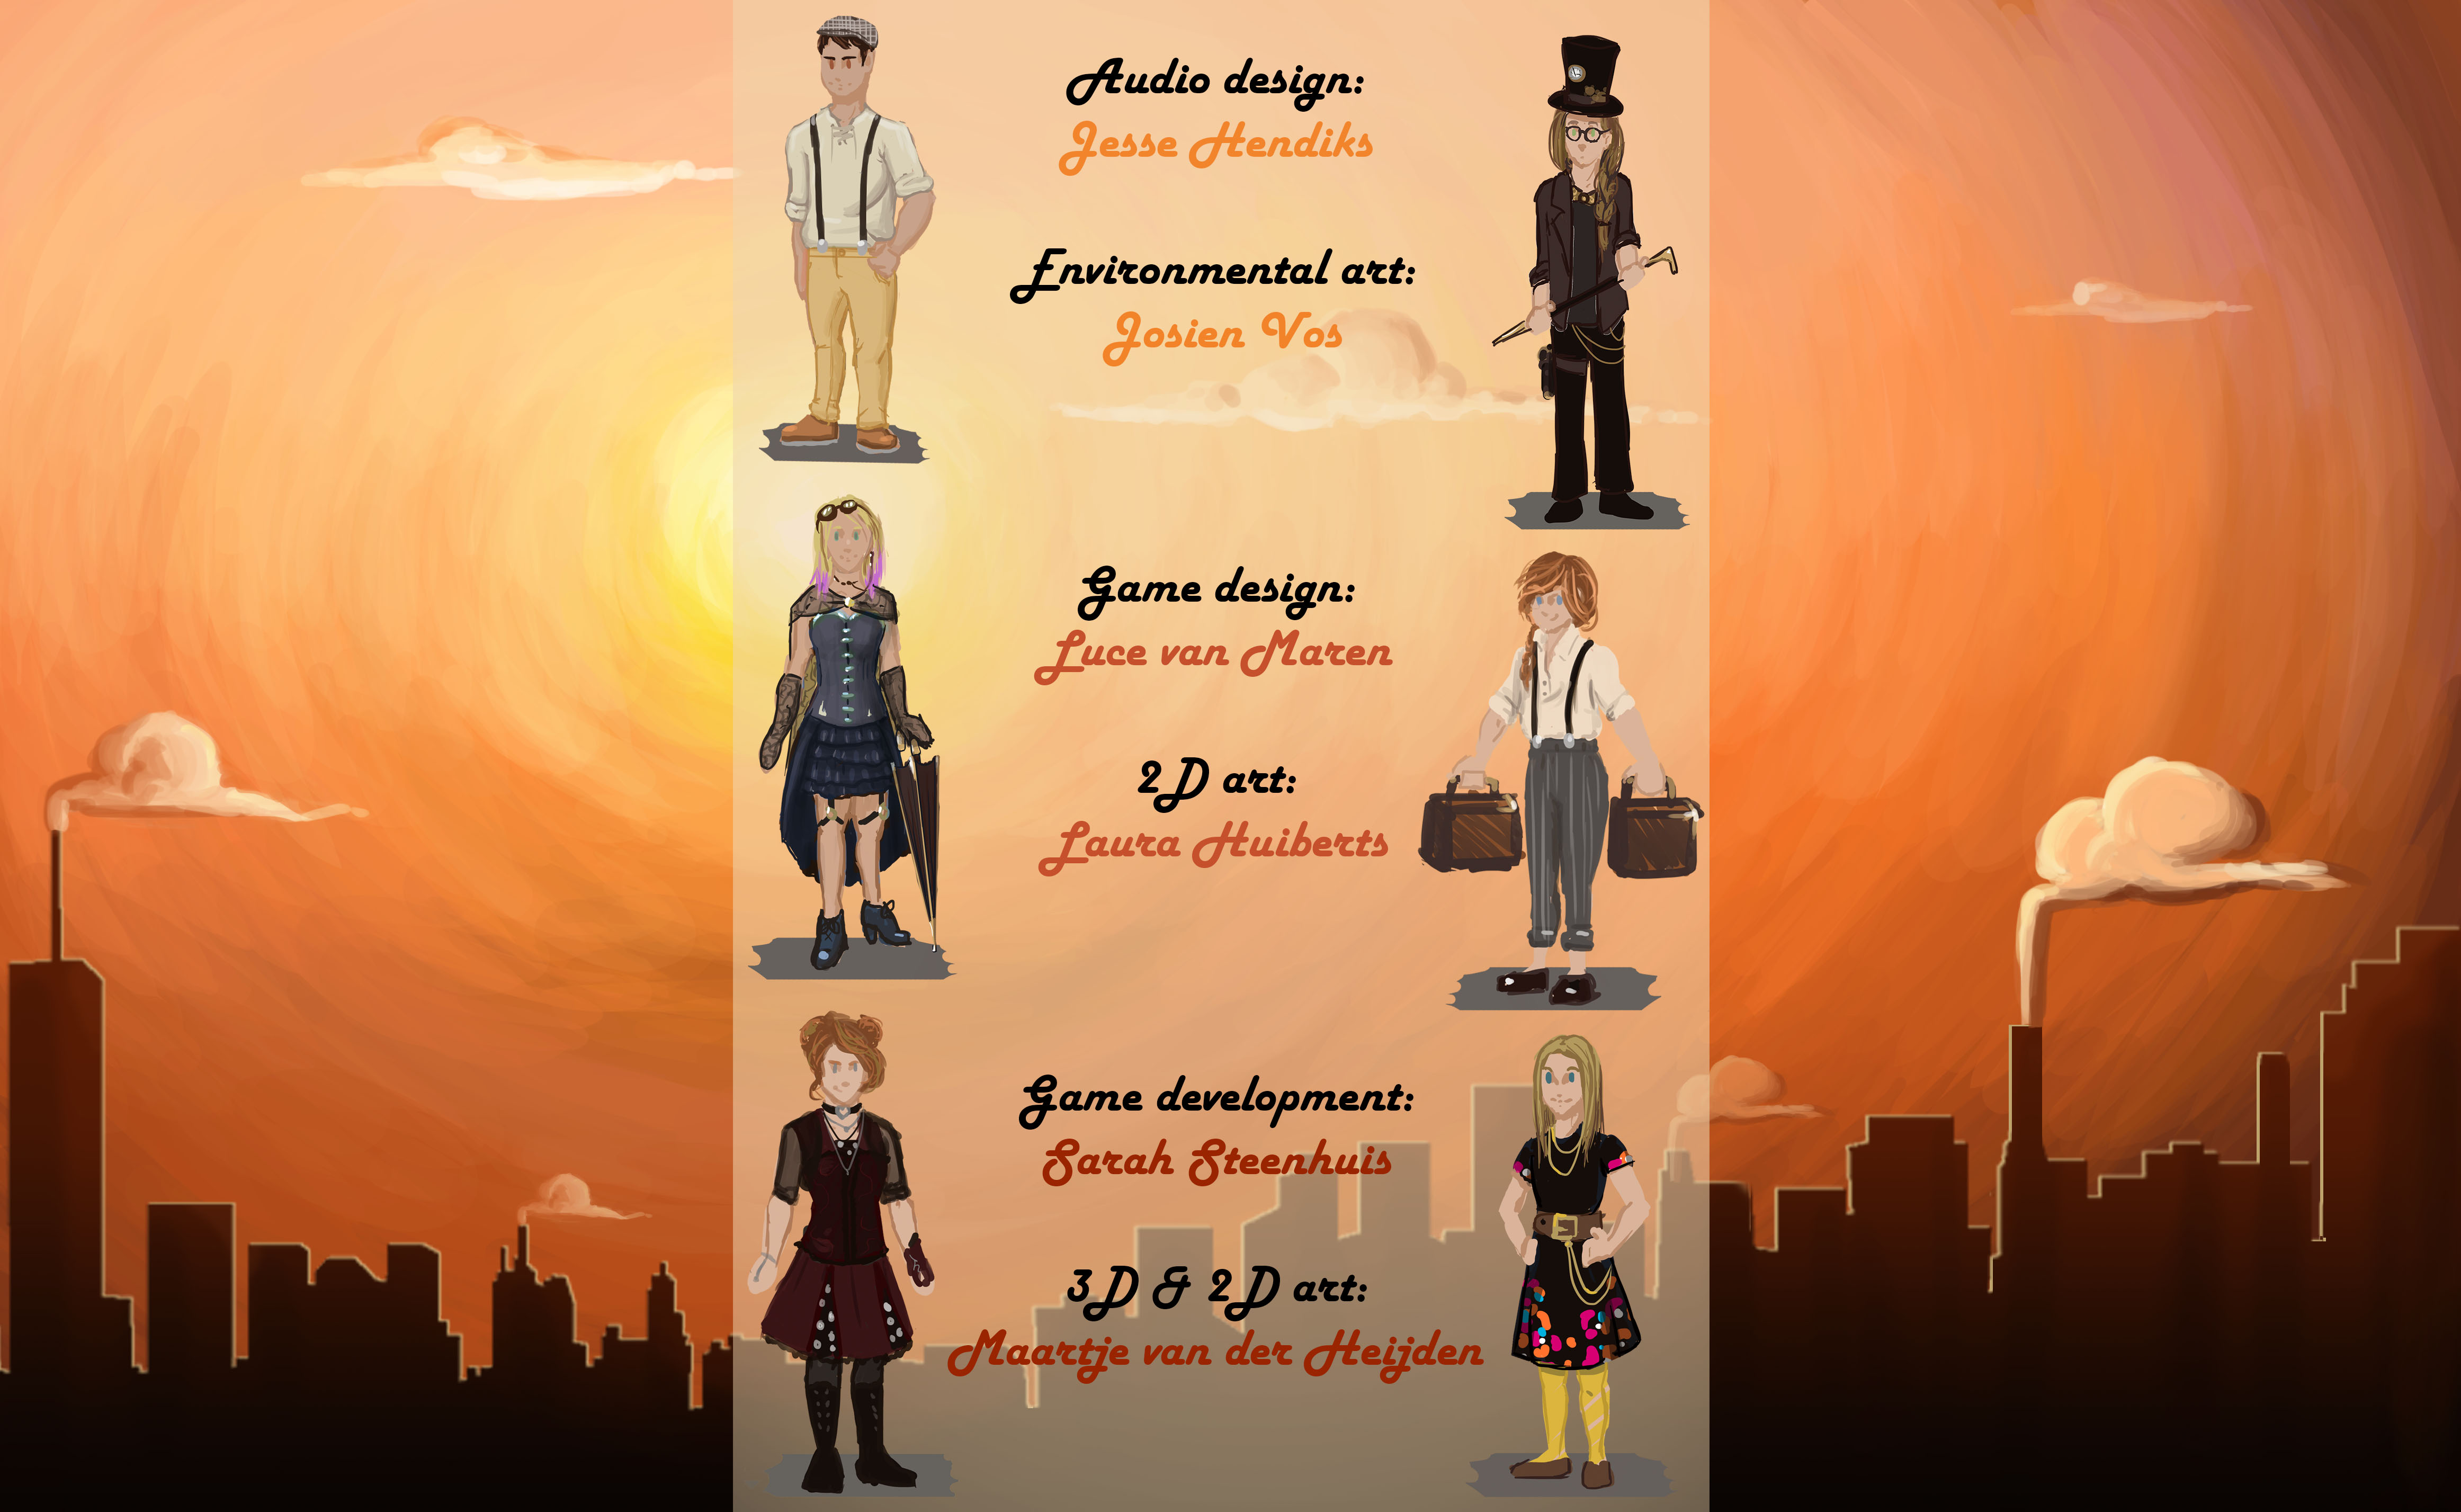 Audio design:
Jesse Hendiks
Environmental art:
Josien Vos
Game design:
Luce van Maren
2D art:
Laura Huiberts
Game development:
Sarah Steenhuis
3D & 2D art:
Maartje van der Heijden